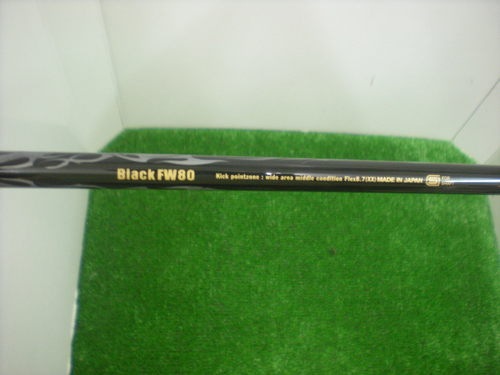 Black FW80 Kick pointzone : wide area middle condition Flex8.7(XX) MADE IN JAPAN